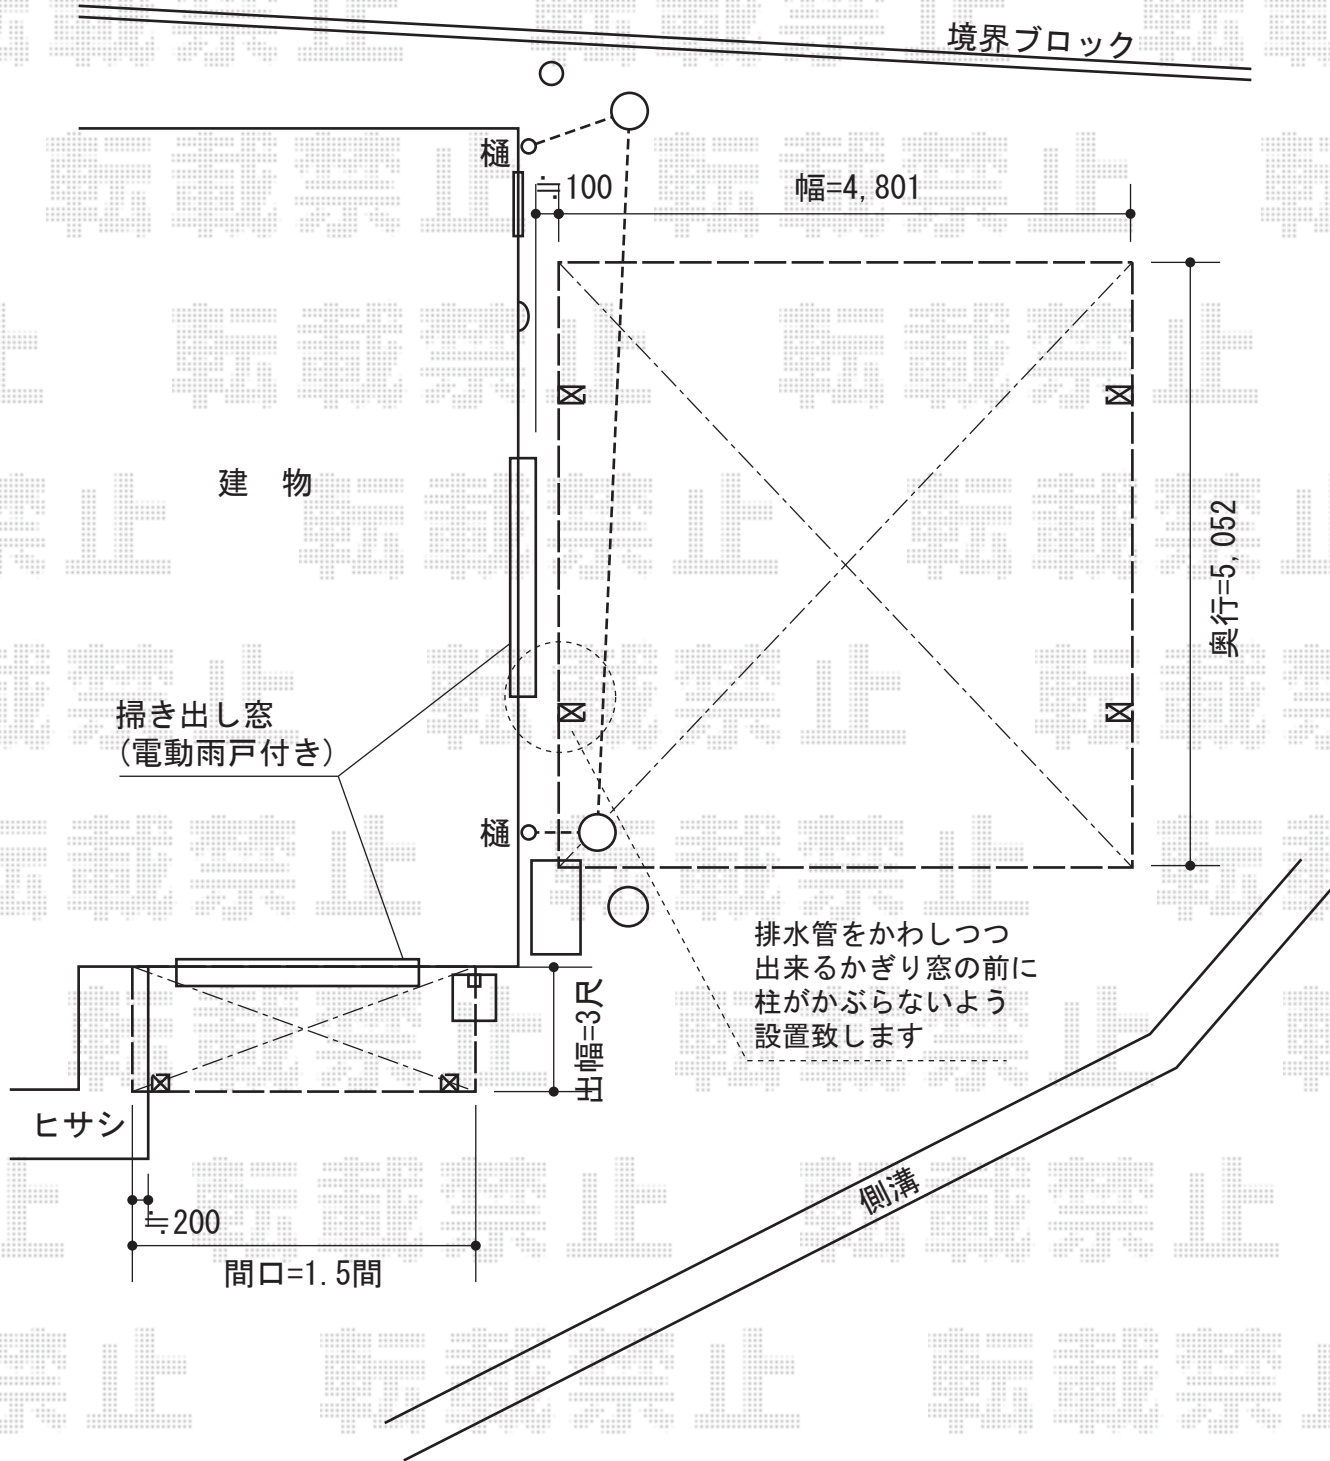 境界ブロック
樋
≒100
幅=4,801
建　物
奥行=5,052
掃き出し窓
(電動雨戸付き)
樋
排水管をかわしつつ
出来るかぎり窓の前に
柱がかぶらないよう
設置致します
出幅=3尺
ヒサシ
側溝
≒200
間口=1.5間
転載禁止